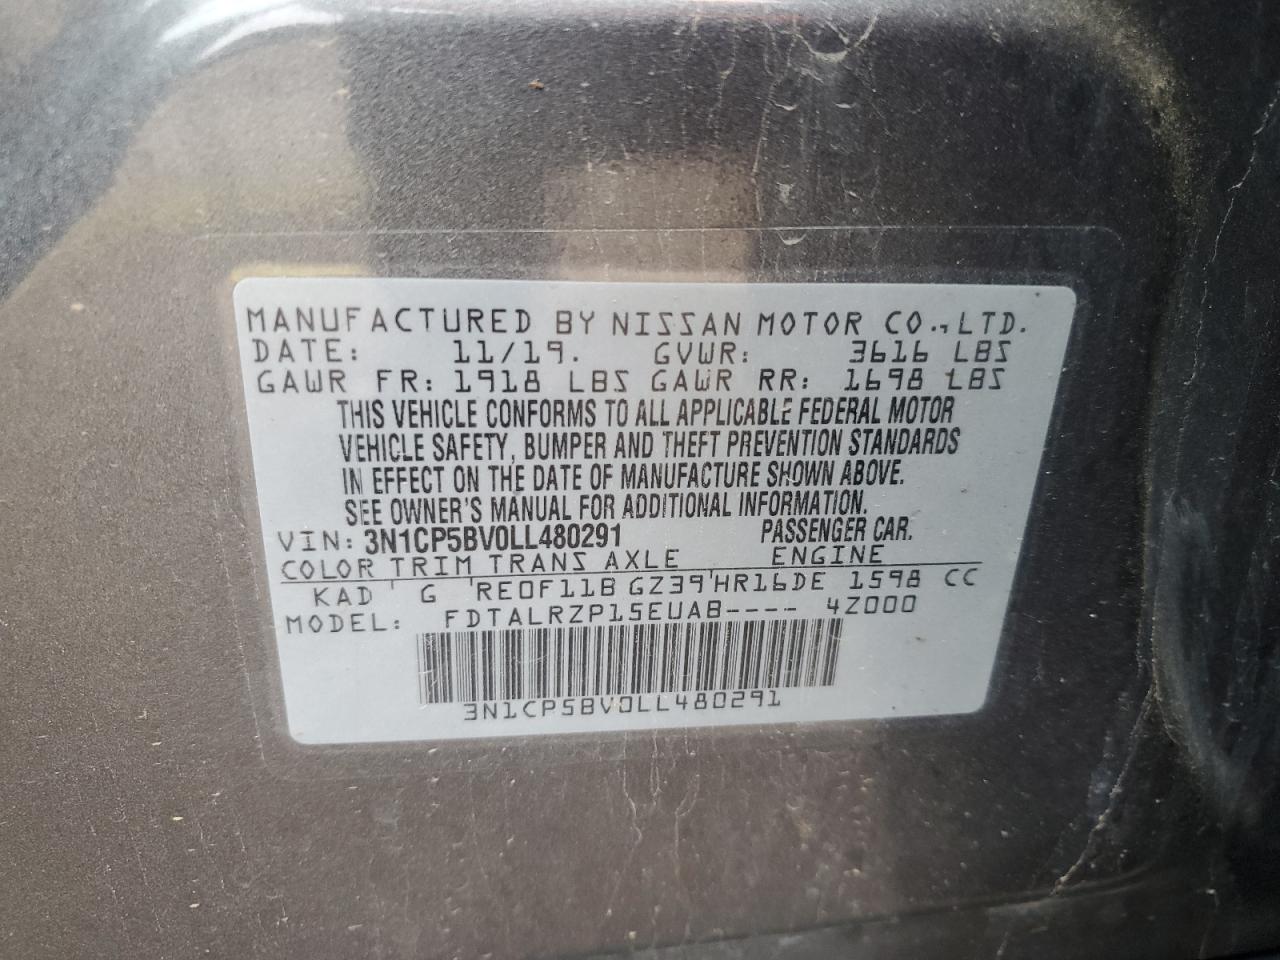 MANUFACTURED BY NISSAN MOTOR CO., LTD.
DATE: 11/19. GVWR: 3616 LBS
GAWR FR: 1918 LBS GAWR RR: 1698 LBS
THIS VEHICLE CONFORMS TO ALL APPLICABLE FEDERAL MOTOR
VEHICLE SAFETY, BUMPER AND THEFT PREVENTION STANDARDS
IN EFFECT ON THE DATE OF MANUFACTURE SHOWN ABOVE.
SEE OWNER'S MANUAL FOR ADDITIONAL INFORMATION.
VIN: 3N1CP5BV0LL480291 PASSENGER CAR.
COLOR TRIM TRANS AXLE ENGINE
KAD G RE0F11B GZ39 HR16DE 1598 CC
MODEL: FDTALRZP15EUAB---- 4Z000
3N1CP5BV0LL480291